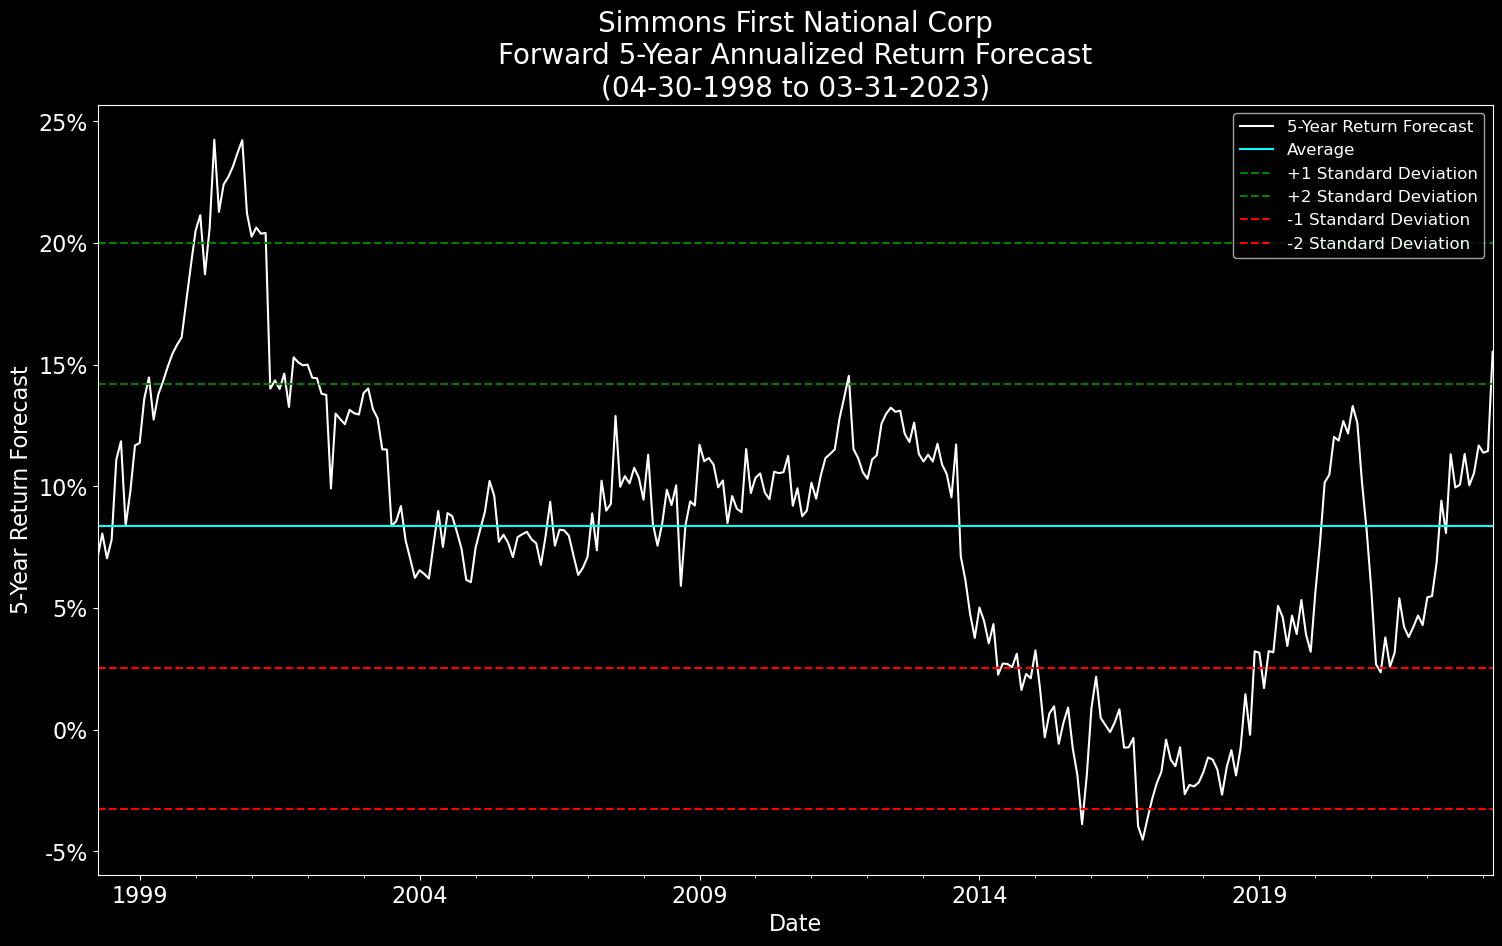 Simmons First National Corp
Forward 5-Year Annualized Return Forecast
(04-30-1998 to 03-31-2023)
5-Year Return Forecast
Average
+1 Standard Deviation
+2 Standard Deviation
-1 Standard Deviation
-2 Standard Deviation
25%
20%
15%
10%
5%
0%
-5%
5-Year Return Forecast
1999
2004
2009
2014
2019
Date